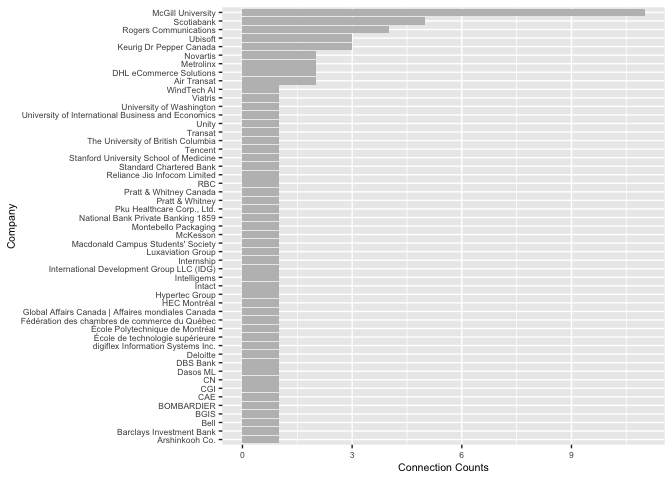 McGill University
Scotiabank
Rogers Communications
Ubisoft
Keurig Dr Pepper Canada
Novartis
Metrolinx
DHL eCommerce Solutions
Air Transat
WindTech AI
Viatris
University of Washington
University of International Business and Economics
Unity
Transat
The University of British Columbia
Tencent
Stanford University School of Medicine
Standard Chartered Bank
Reliance Jio Infocom Limited
RBC
Pratt & Whitney Canada
Pratt & Whitney
Pku Healthcare Corp., Ltd.
National Bank Private Banking 1859
Montebello Packaging
McKesson
Macdonald Campus Students' Society
Luxaviation Group
Internship
International Development Group LLC (IDG)
Intelligems
Intact
Hypertec Group
HEC Montréal
Global Affairs Canada | Affaires mondiales Canada
Fédération des chambres de commerce du Québec
École Polytechnique de Montréal
École de technologie supérieure
digiflex Information Systems Inc.
Deloitte
DBS Bank
Dasos ML
CN
CGI
CAE
BOMBARDIER
BGIS
Bell
Barclays Investment Bank
Arshinkooh Co.
Company
0 3 6 9
Connection Counts